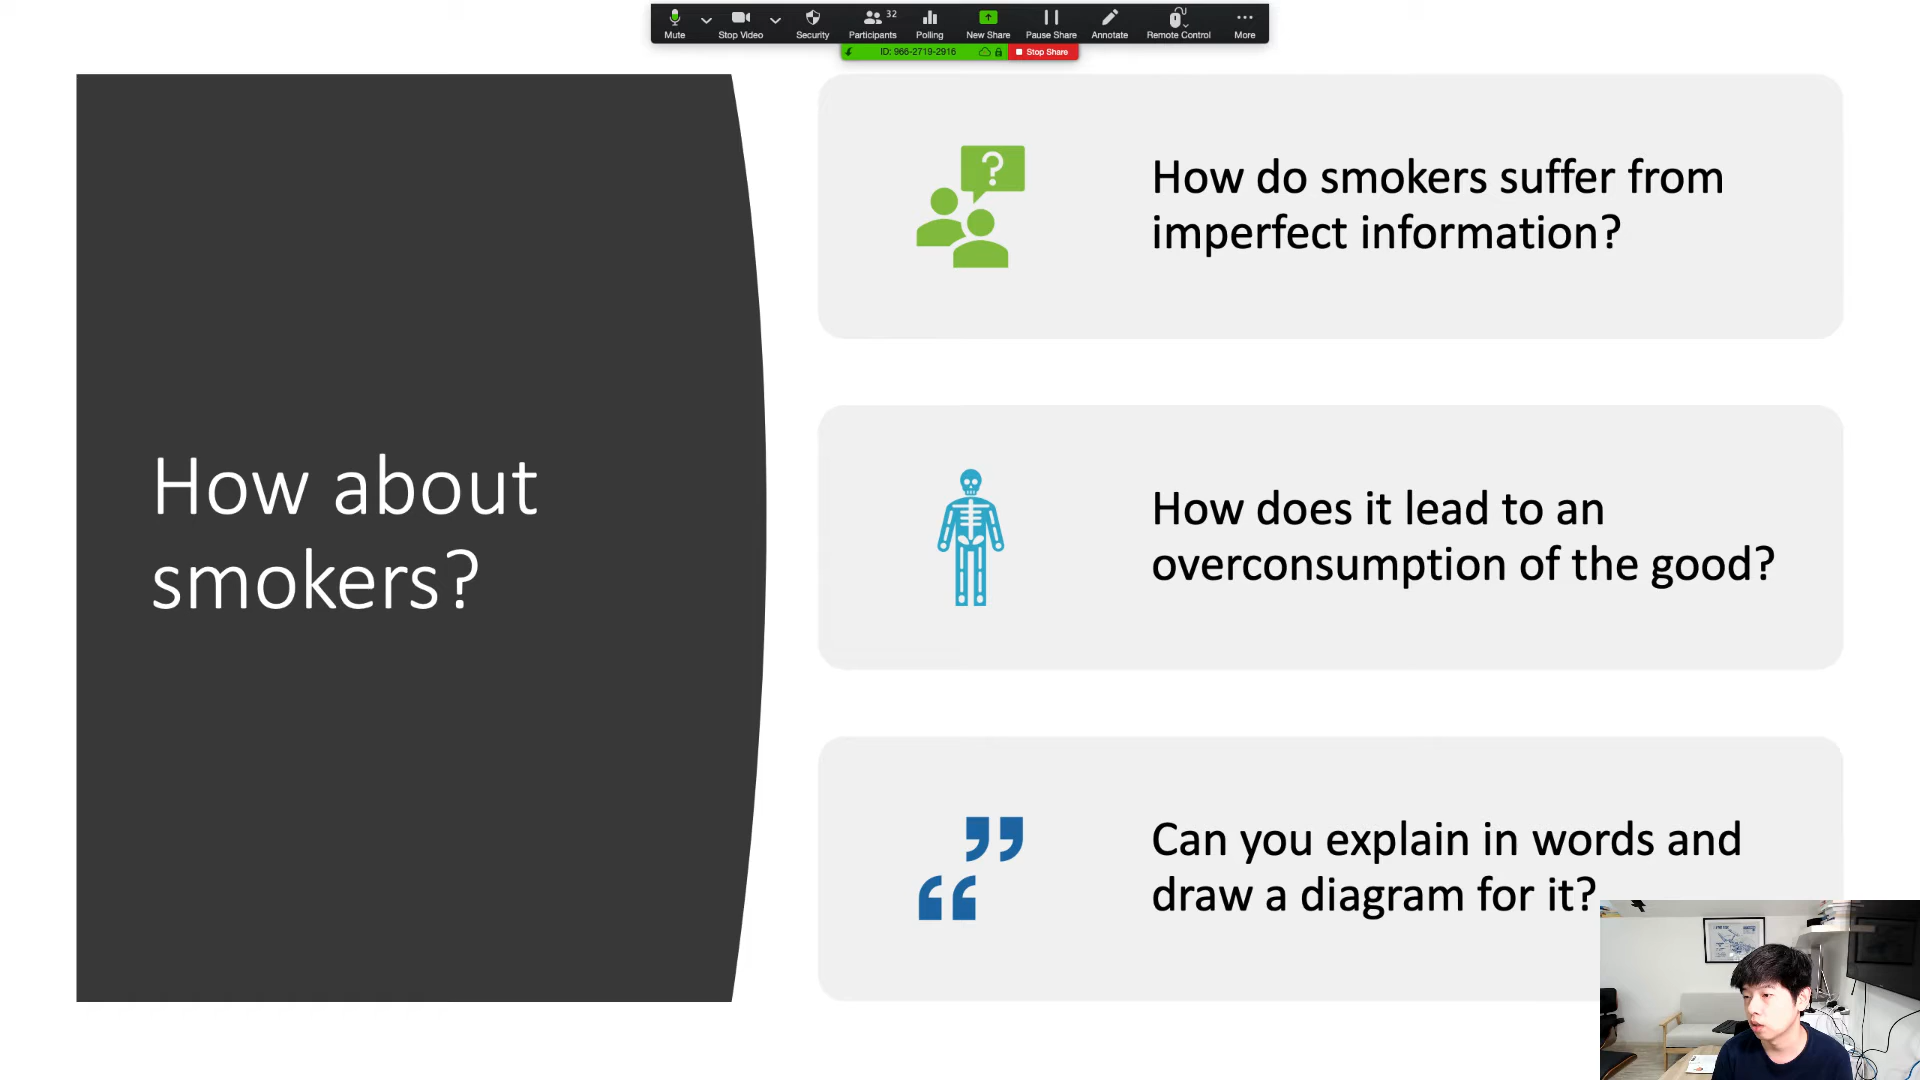 Mute
Stop Video
Security
Participants
32
Polling
New Share
Pause Share
Annotate
Remote Control
More
ID: 966-2719-2916
Stop Share
How about
smokers?
?
How do smokers suffer from
imperfect information?
How does it lead to an
overconsumption of the good?
Can you explain in words and
draw a diagram for it?